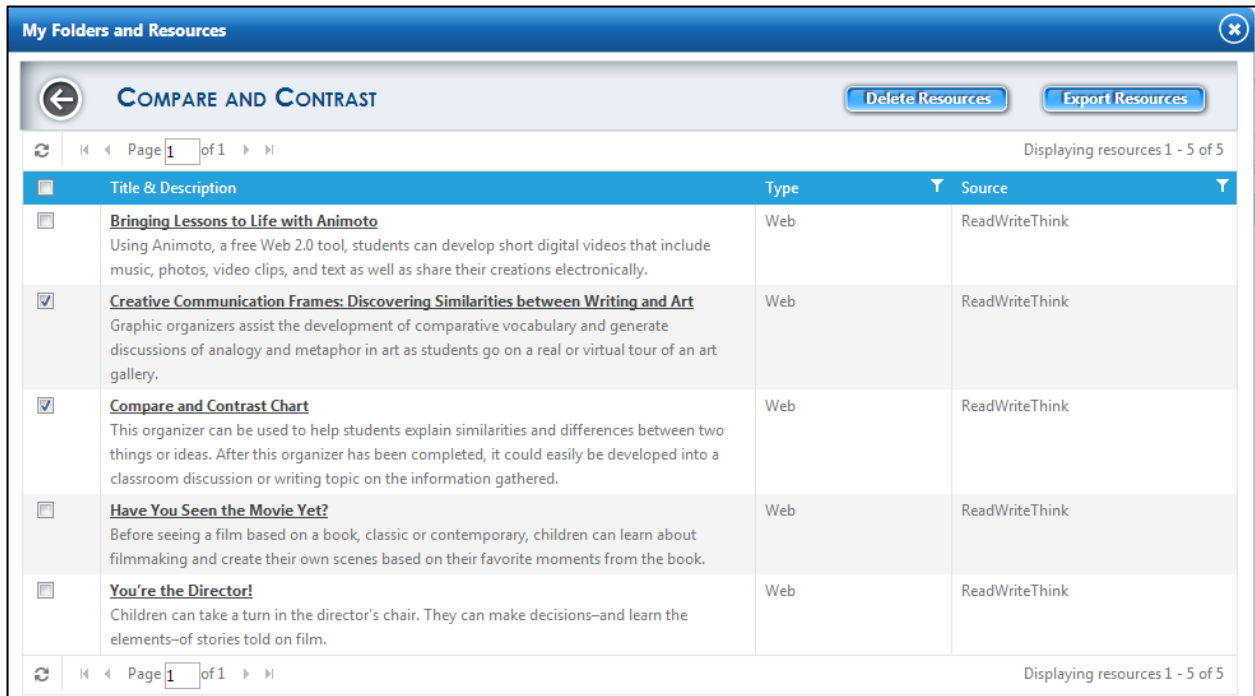 My Folders and Resources
COMPARE AND CONTRAST
Delete Resources
Export Resources
Page 1 of 1
Displaying resources 1 - 5 of 5
Title & Description
Type
Source
Bringing Lessons to Life with Animoto
Web
ReadWriteThink
Using Animoto, a free Web 2.0 tool, students can develop short digital videos that include
music, photos, video clips, and text as well as share their creations electronically.
Creative Communication Frames: Discovering Similarities between Writing and Art
Web
ReadWriteThink
Graphic organizers assist the development of comparative vocabulary and generate
discussions of analogy and metaphor in art as students go on a real or virtual tour of an art
gallery.
Compare and Contrast Chart
Web
ReadWriteThink
This organizer can be used to help students explain similarities and differences between two
things or ideas. After this organizer has been completed, it could easily be developed into a
classroom discussion or writing topic on the information gathered.
Have You Seen the Movie Yet?
Web
ReadWriteThink
Before seeing a film based on a book, classic or contemporary, children can learn about
filmmaking and create their own scenes based on their favorite moments from the book.
You're the Director!
Web
ReadWriteThink
Children can take a turn in the director's chair. They can make decisions–and learn the
elements–of stories told on film.
Page 1 of 1
Displaying resources 1 - 5 of 5